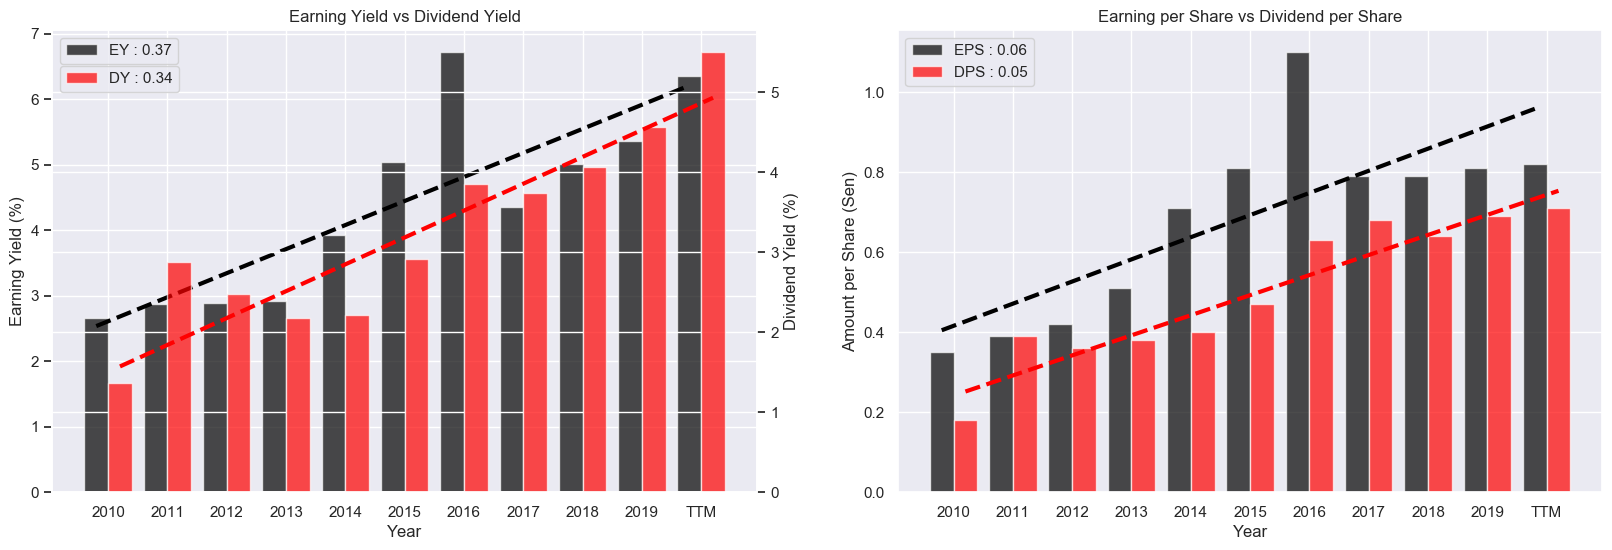 Earning Yield vs Dividend Yield
EY : 0.37
DY : 0.34
Earning Yield (%)
7
6
5
4
3
2
1
0
5
4
3
2
1
0
Dividend Yield (%)
2010 2011 2012 2013 2014 2015 2016 2017 2018 2019 TTM
Year
Earning per Share vs Dividend per Share
EPS : 0.06
DPS : 0.05
Amount per Share (Sen)
1.0
0.8
0.6
0.4
0.2
0.0
2010 2011 2012 2013 2014 2015 2016 2017 2018 2019 TTM
Year